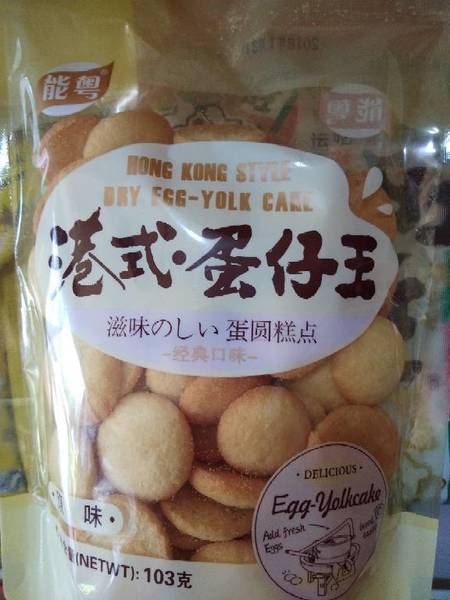 能粤
HONG KONG STYLE
DRY EGG-YOLK CAKE
港式·蛋仔王
滋味のしい 蛋圆糕点
-经典口味-
· DELICIOUS ·
Egg-Yolkcake
Add fresh
Eggs
味·
(NETWT): 103克